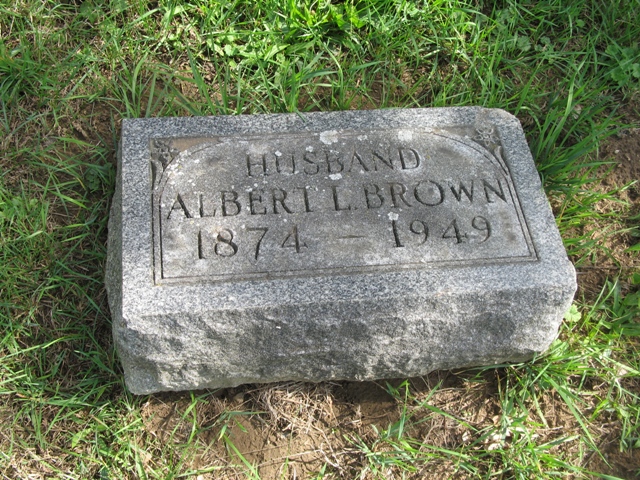 HUSBAND
ALBERT L. BROWN
1874 — 1949